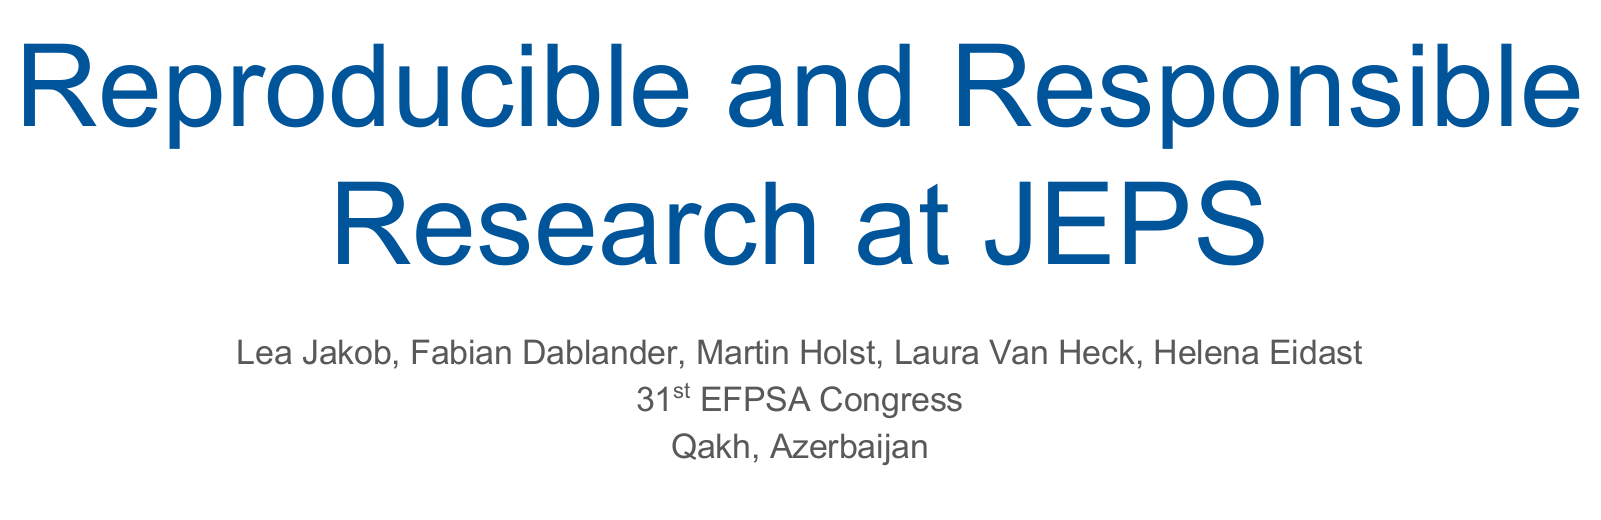 Reproducible and Responsible
Research at JEPS
Lea Jakob, Fabian Dablander, Martin Holst, Laura Van Heck, Helena Eidast
31st EFPSA Congress
Qakh, Azerbaijan